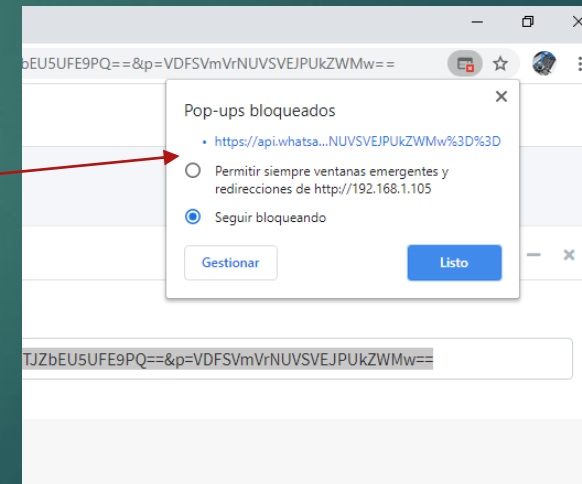 bEU5UFE9PQ==&p=VDFSVmVrNUVSVEJPUkZWMw==
Pop-ups bloqueados
• https://api.whatsa...NUVSVEJPUkZWMw%3D%3D
Permitir siempre ventanas emergentes y
redirecciones de http://192.168.1.105
Seguir bloqueando
Gestionar
Listo
TJZbEU5UFE9PQ==&p=VDFSVmVrNUVSVEJPUkZWMw==